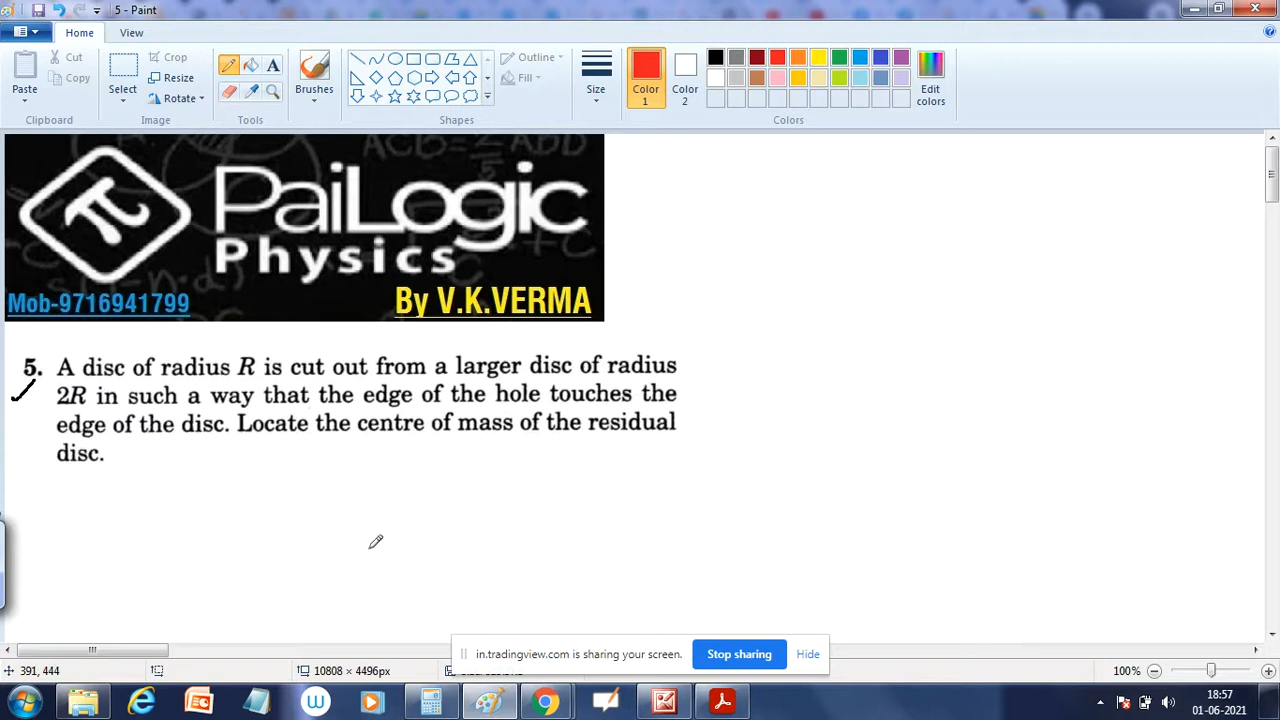 5 - Paint
Home View
Paste
Cut
Copy
Clipboard
Select
Crop
Resize
Rotate
Image
A
Tools
Brushes
Outline
Fill
Shapes
Size
Color 1
Color 2
Edit colors
Colors
π PaiLogic
Physics
Mob-9716941799 By V.K.VERMA
5. A disc of radius R is cut out from a larger disc of radius
2R in such a way that the edge of the hole touches the
edge of the disc. Locate the centre of mass of the residual
disc.
in.tradingview.com is sharing your screen. Stop sharing Hide
391, 444 10808 × 4496px 100%
18:57
01-06-2021